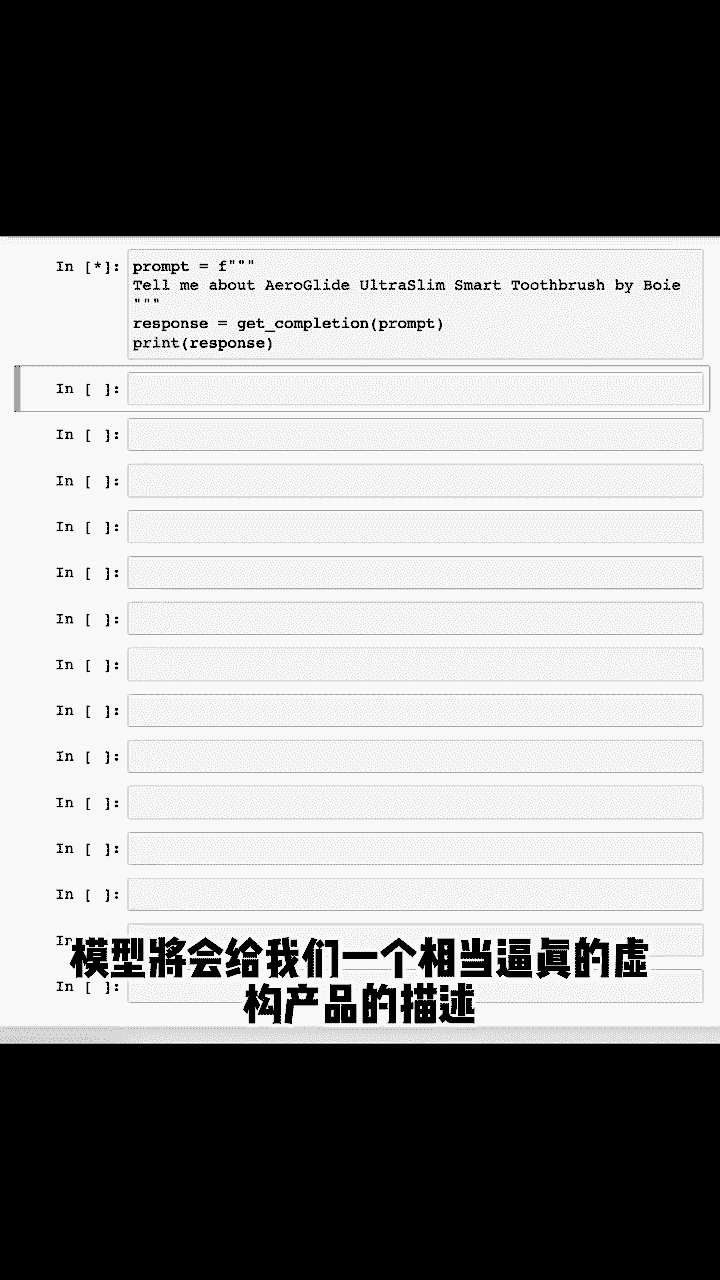 In [*]: prompt = f"""
Tell me about AeroGlide UltraSlim Smart Toothbrush by Boie
"""
response = get_completion(prompt)
print(response)
In [ ]:
In [ ]:
In [ ]:
In [ ]:
In [ ]:
In [ ]:
In [ ]:
In [ ]:
In [ ]:
In [ ]:
In [ ]:
In [ ]:
In
模型將会给我们一个相当逼眞的虚
In [ ]:
构产品的描述